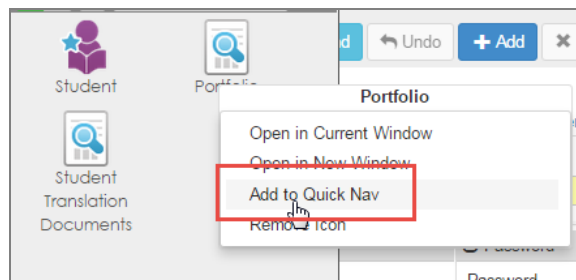 Undo
Add
Student
Portfolio
Portfolio
Open in Current Window
Open in New Window
Add to Quick Nav
Remove Icon
Student
Translation
Documents
Password
Password